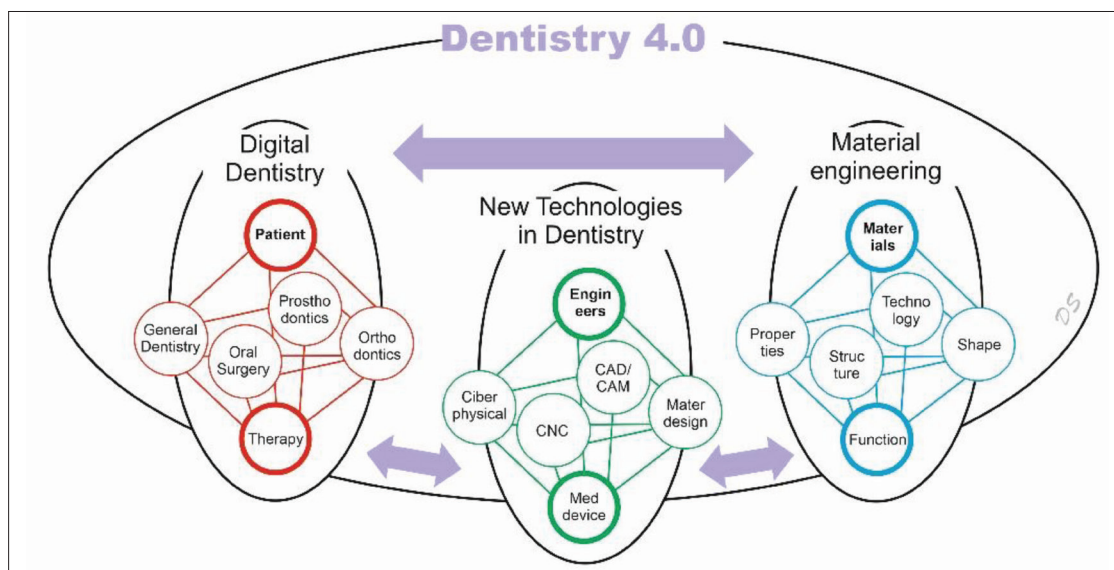 Dentistry 4.0
Digital
Dentistry
Patient
Prostho
dontics
General
Dentistry
Oral
Surgery
Ortho
dontics
Therapy
New Technologies
in Dentistry
Engin
eers
CAD/
CAM
Ciber
physical
CNC
Mater
design
Med
device
Material
engineering
Mater
ials
Techno
logy
Proper
ties
Struc
ture
Shape
Function
DS